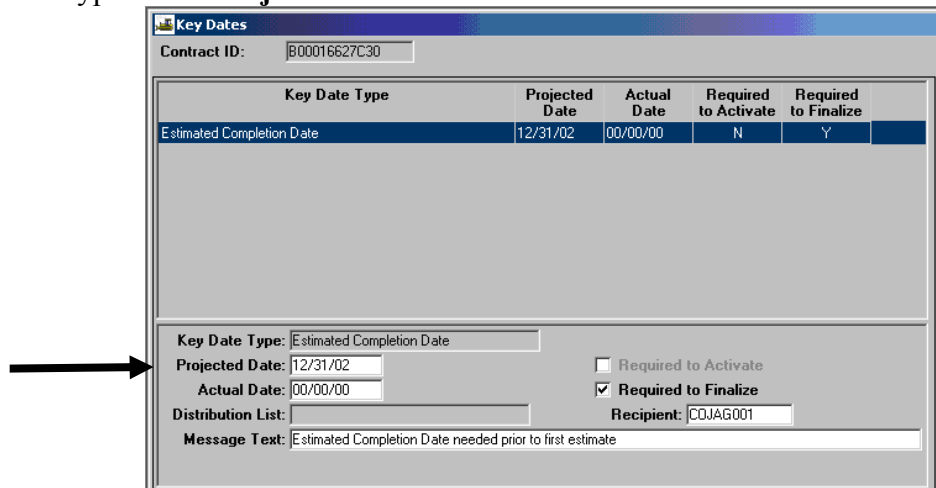 Key Dates
Contract ID: B00016627C30
Key Date Type Projected Date Actual Date Required to Activate Required to Finalize
Estimated Completion Date 12/31/02 00/00/00 N Y
Key Date Type: Estimated Completion Date
Projected Date: 12/31/02 Required to Activate
Actual Date: 00/00/00 Required to Finalize
Distribution List: Recipient: COJAG001
Message Text: Estimated Completion Date needed prior to first estimate